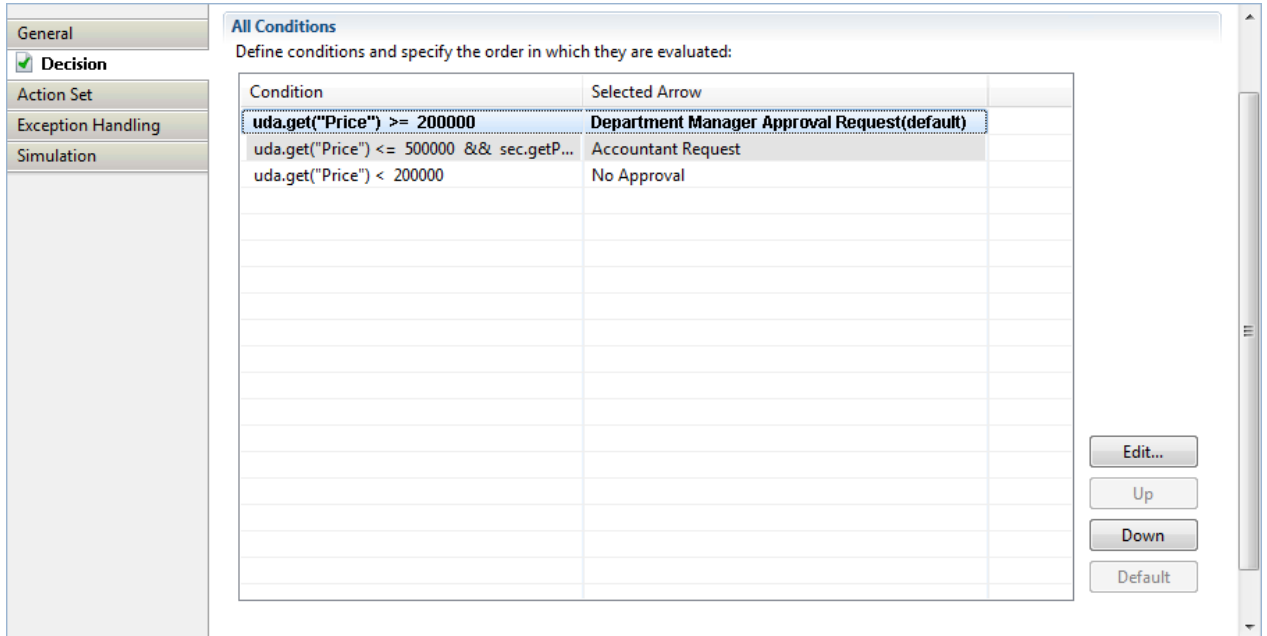 General
Decision
Action Set
Exception Handling
Simulation
All Conditions
Define conditions and specify the order in which they are evaluated:
Condition Selected Arrow
uda.get("Price") >= 200000 Department Manager Approval Request(default)
uda.get("Price") <= 500000 && sec.getP... Accountant Request
uda.get("Price") < 200000 No Approval
Edit...
Up
Down
Default